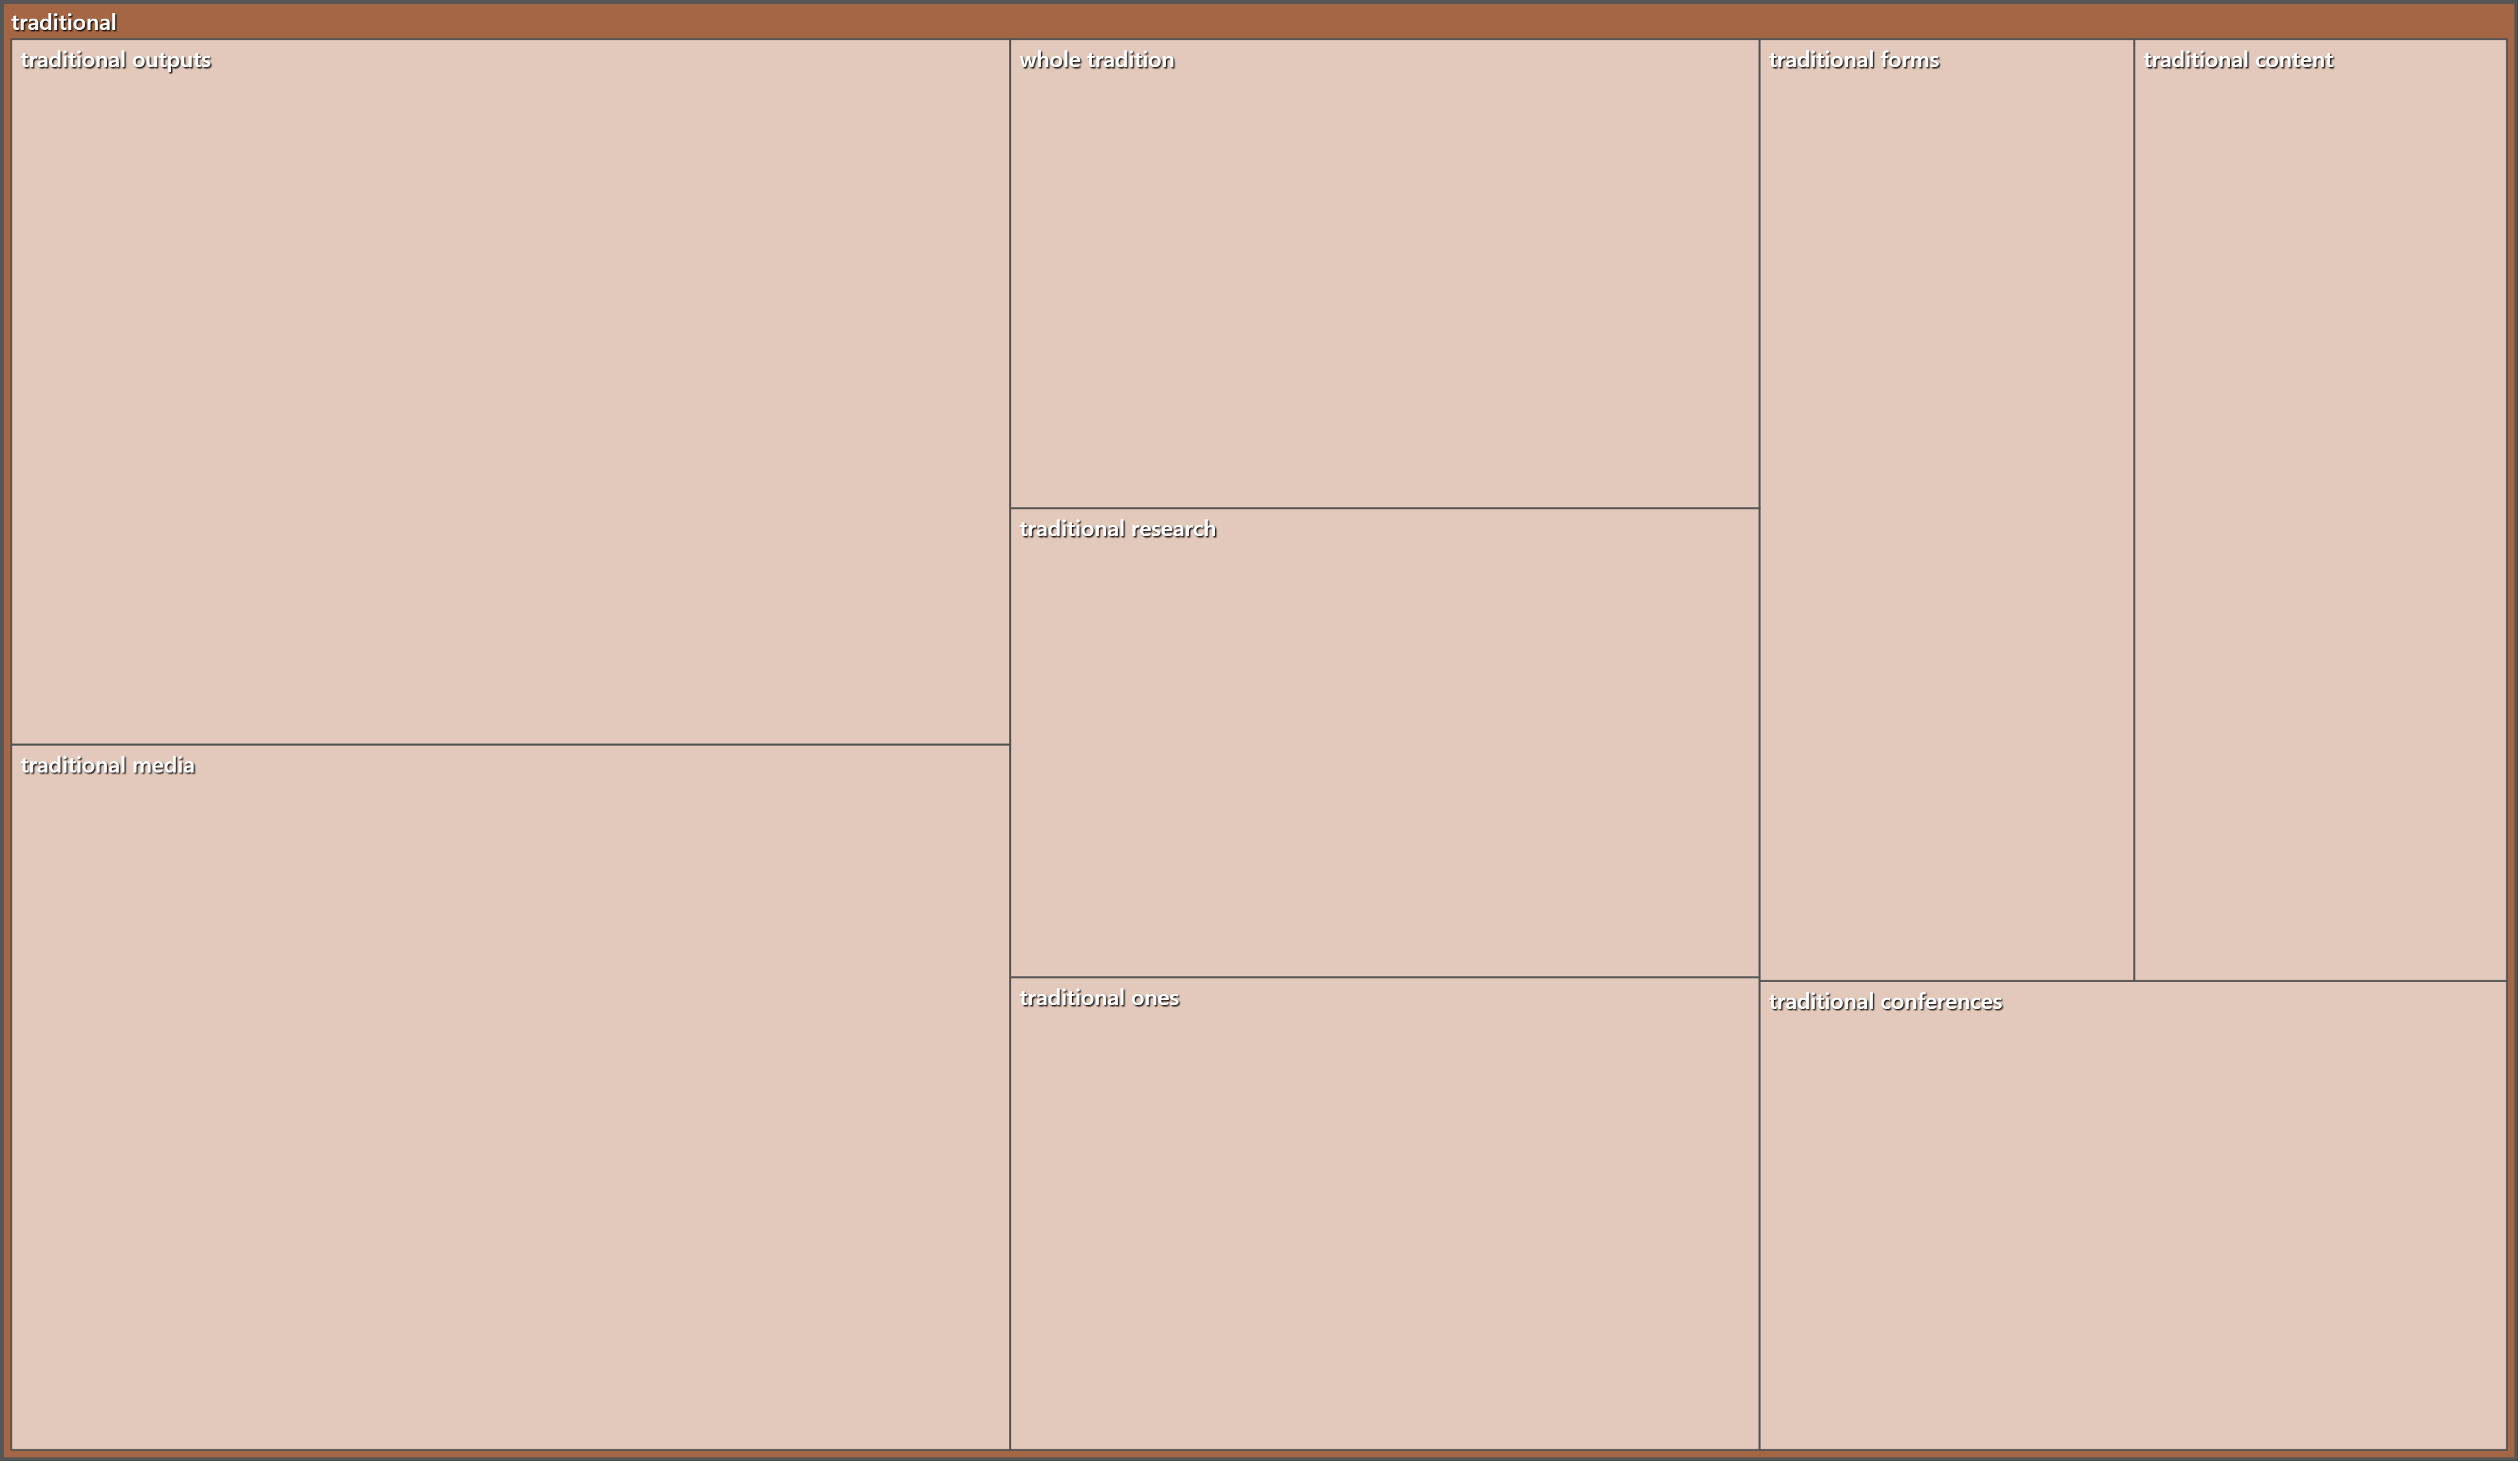 traditional
traditional outputs
whole tradition
traditional forms
traditional content
traditional research
traditional media
traditional ones
traditional conferences